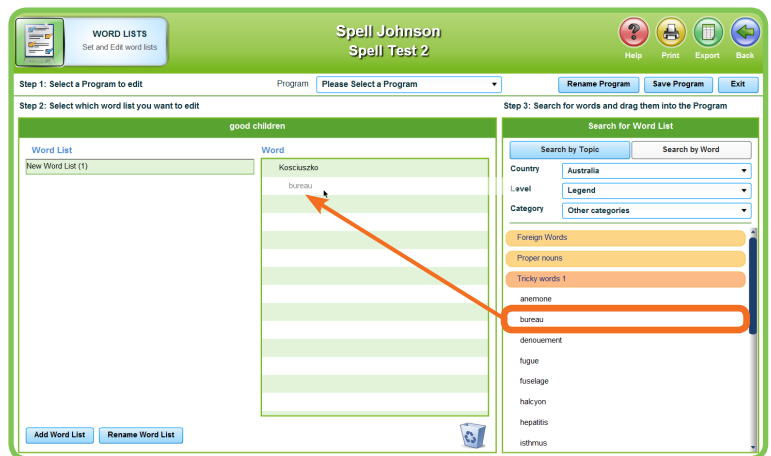 WORD LISTS
Set and Edit word lists
Spell Johnson
Spell Test 2
Help
Print
Export
Back
Step 1: Select a Program to edit
Program
Please Select a Program
Rename Program
Save Program
Exit
Step 2: Select which word list you want to edit
Step 3: Search for words and drag them into the Program
good children
Word List
New Word List (1)
Word
Kosciuszko
bureau
Add Word List
Rename Word List
Search for Word List
Search by Topic
Search by Word
Country
Australia
Level
Legend
Category
Other categories
Foreign Words
Proper nouns
Tricky words 1
anemone
bureau
denouement
fugue
fuselage
halcyon
hepatitis
isthmus